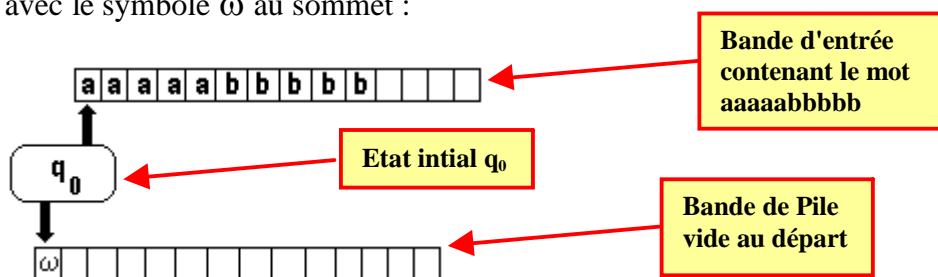 avec le symbole ω au sommet :
Bande d'entrée
contenant le mot
aaaaabbbbb
a a a a a b b b b b
Etat intial q0
q0
Bande de Pile
vide au départ
ω